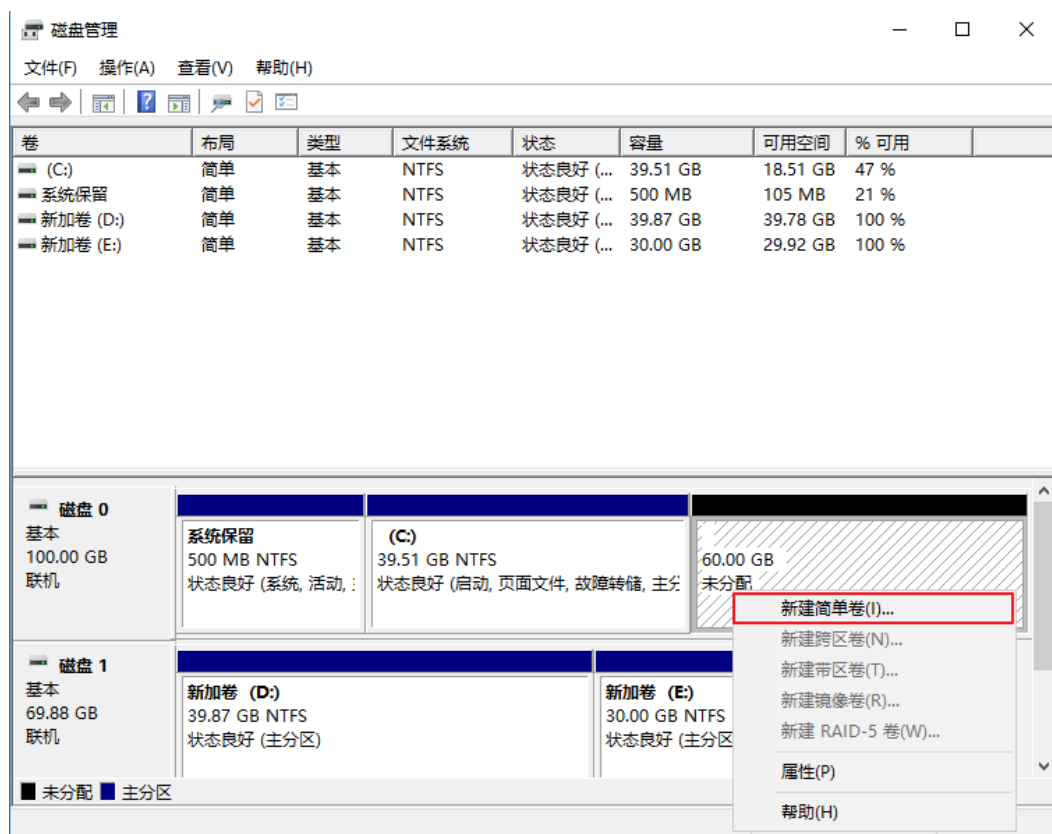 磁盘管理
文件(F) 操作(A) 查看(V) 帮助(H)
卷 布局 类型 文件系统 状态 容量 可用空间 % 可用
(C:) 简单 基本 NTFS 状态良好 (... 39.51 GB 18.51 GB 47 %
系统保留 简单 基本 NTFS 状态良好 (... 500 MB 105 MB 21 %
新加卷 (D:) 简单 基本 NTFS 状态良好 (... 39.87 GB 39.78 GB 100 %
新加卷 (E:) 简单 基本 NTFS 状态良好 (... 30.00 GB 29.92 GB 100 %
磁盘 0
基本
100.00 GB
联机
系统保留
500 MB NTFS
状态良好 (系统, 活动,
(C:)
39.51 GB NTFS
状态良好 (启动, 页面文件, 故障转储, 主分
60.00 GB
未分配
新建简单卷(I)...
新建跨区卷(N)...
新建带区卷(T)...
新建镜像卷(R)...
新建 RAID-5 卷(W)...
属性(P)
帮助(H)
磁盘 1
基本
69.88 GB
联机
新加卷 (D:)
39.87 GB NTFS
状态良好 (主分区)
新加卷 (E:)
30.00 GB NTFS
状态良好 (主分区
未分配 主分区